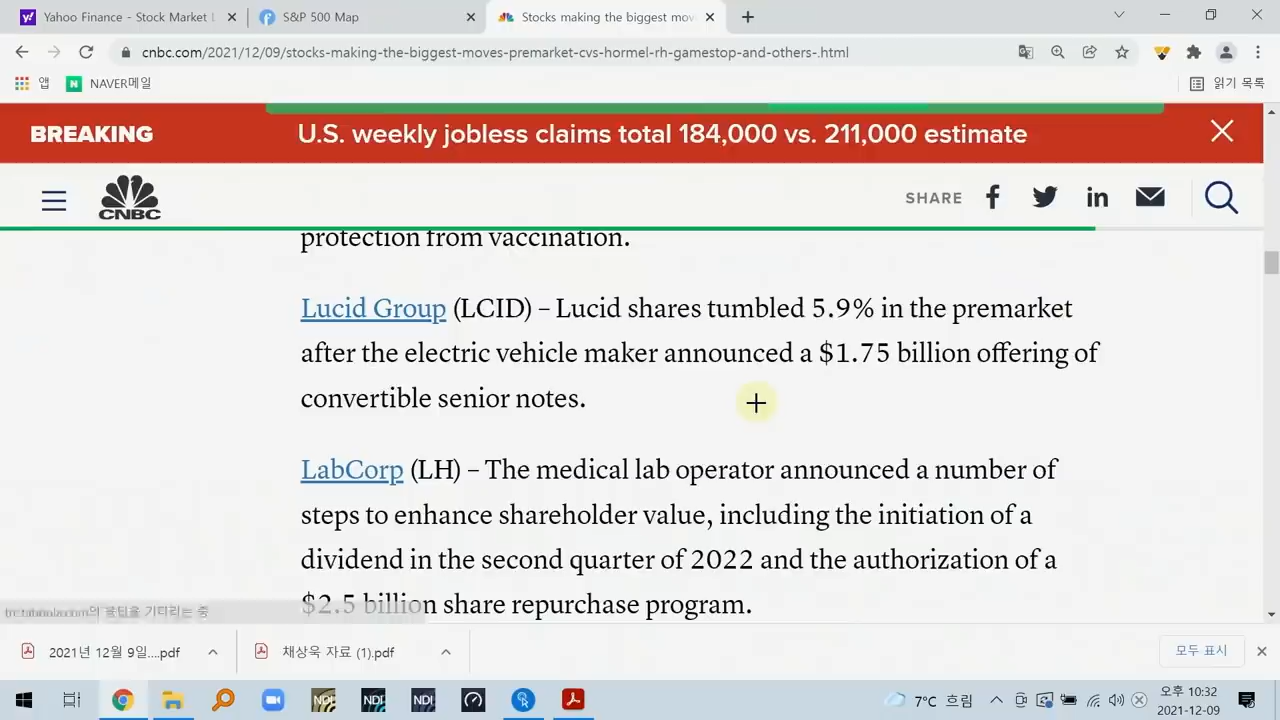 Yahoo Finance - Stock Market L
S&P 500 Map
Stocks making the biggest mov
cnbc.com/2021/12/09/stocks-making-the-biggest-moves-premarket-cvs-hormel-rh-gamestop-and-others-.html
앱
NAVER메일
읽기 목록
BREAKING
U.S. weekly jobless claims total 184,000 vs. 211,000 estimate
CNBC
SHARE
protection from vaccination.
Lucid Group (LCID) – Lucid shares tumbled 5.9% in the premarket
after the electric vehicle maker announced a $1.75 billion offering of
convertible senior notes.
LabCorp (LH) – The medical lab operator announced a number of
steps to enhance shareholder value, including the initiation of a
dividend in the second quarter of 2022 and the authorization of a
$2.5 billion share repurchase program.
2021년 12월 9일....pdf
채상욱 자료 (1).pdf
모두 표시
NDI
NDI
NDI
7°C 흐림
오후 10:32
2021-12-09